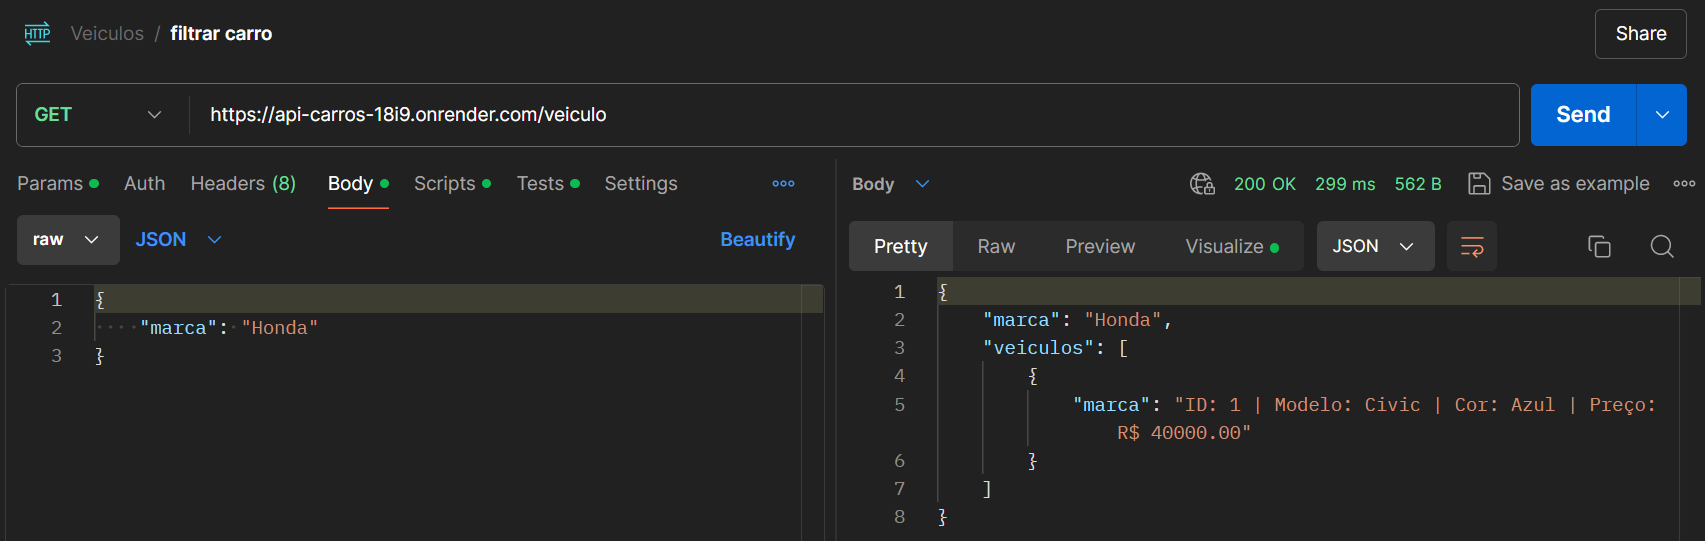 HTTP Veiculos / filtrar carro Share
GET https://api-carros-18i9.onrender.com/veiculo Send
Params Auth Headers (8) Body Scripts Tests Settings
raw JSON Beautify
1 {
2 "marca": "Honda"
3 }
Body 200 OK 299 ms 562 B Save as example
Pretty Raw Preview Visualize JSON
1 {
2 "marca": "Honda",
3 "veiculos": [
4 {
5 "marca": "ID: 1 | Modelo: Civic | Cor: Azul | Preço:
R$ 40000.00"
6 }
7 ]
8 }